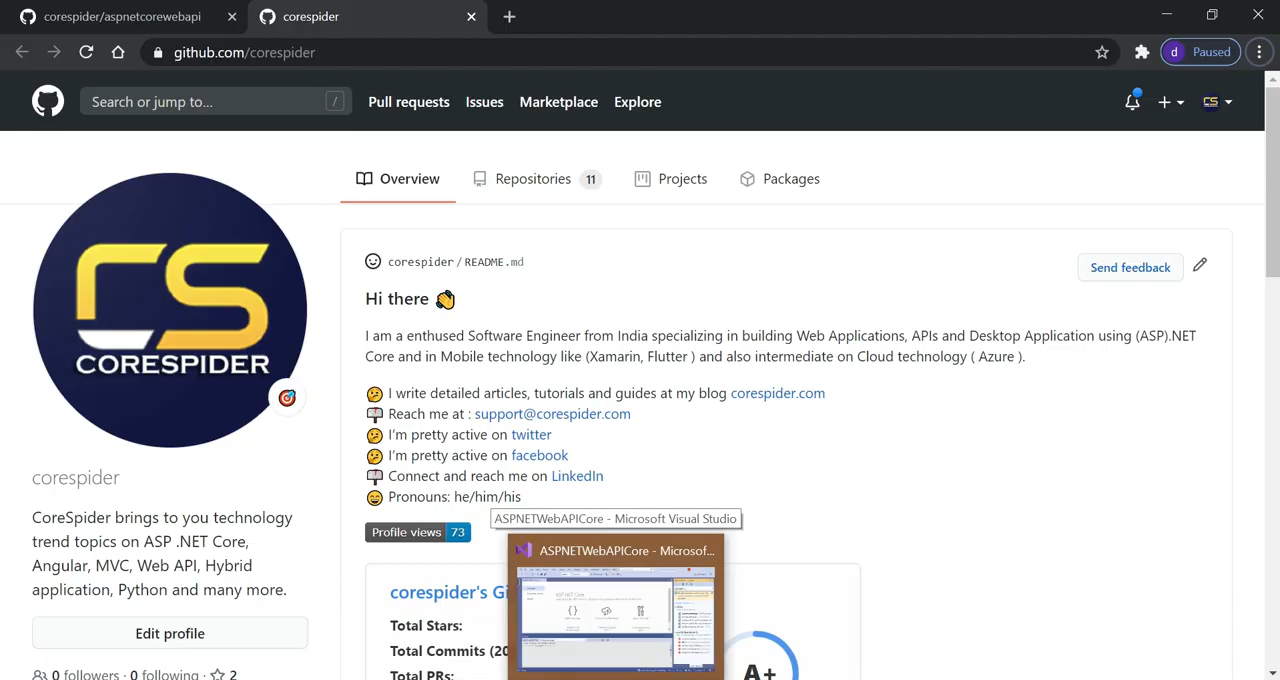 corespider/aspnetcorewebapi
corespider
github.com/corespider
d Paused
Search or jump to... /
Pull requests Issues Marketplace Explore
CS
Overview Repositories 11 Projects Packages
CS
CORESPIDER
corespider/README.md
Send feedback
Hi there
I am a enthused Software Engineer from India specializing in building Web Applications, APIs and Desktop Application using (ASP).NET
Core and in Mobile technology like (Xamarin, Flutter ) and also intermediate on Cloud technology ( Azure ).
I write detailed articles, tutorials and guides at my blog corespider.com
Reach me at : support@corespider.com
I'm pretty active on twitter
I'm pretty active on facebook
Connect and reach me on LinkedIn
Pronouns: he/him/his
Profile views 73
corespider
CoreSpider brings to you technology
trend topics on ASP .NET Core,
Angular, MVC, Web API, Hybrid
application, Python and many more.
Edit profile
0 followers · 0 following · 2
ASPNETWebAPICore - Microsoft Visual Studio
ASPNETWebAPICore - Microsof...
corespider's Gi
Total Stars:
Total Commits (20
Total PRs:
A+